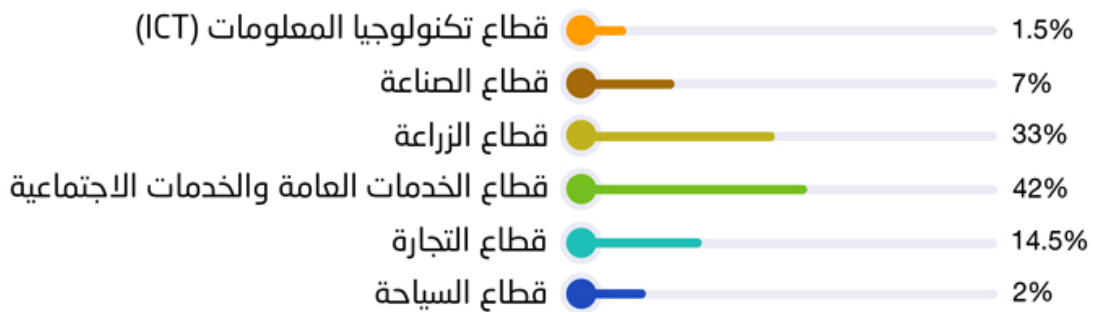 قطاع تكنولوجيا المعلومات (ICT) 1.5%
قطاع الصناعة 7%
قطاع الزراعة 33%
قطاع الخدمات العامة والخدمات الاجتماعية 42%
قطاع التجارة 14.5%
قطاع السياحة 2%